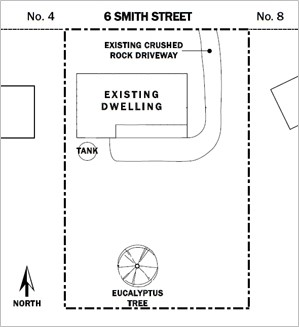 No. 4
6 SMITH STREET
No. 8
EXISTING CRUSHED
ROCK DRIVEWAY
EXISTING
DWELLING
TANK
EUCALYPTUS
TREE
NORTH